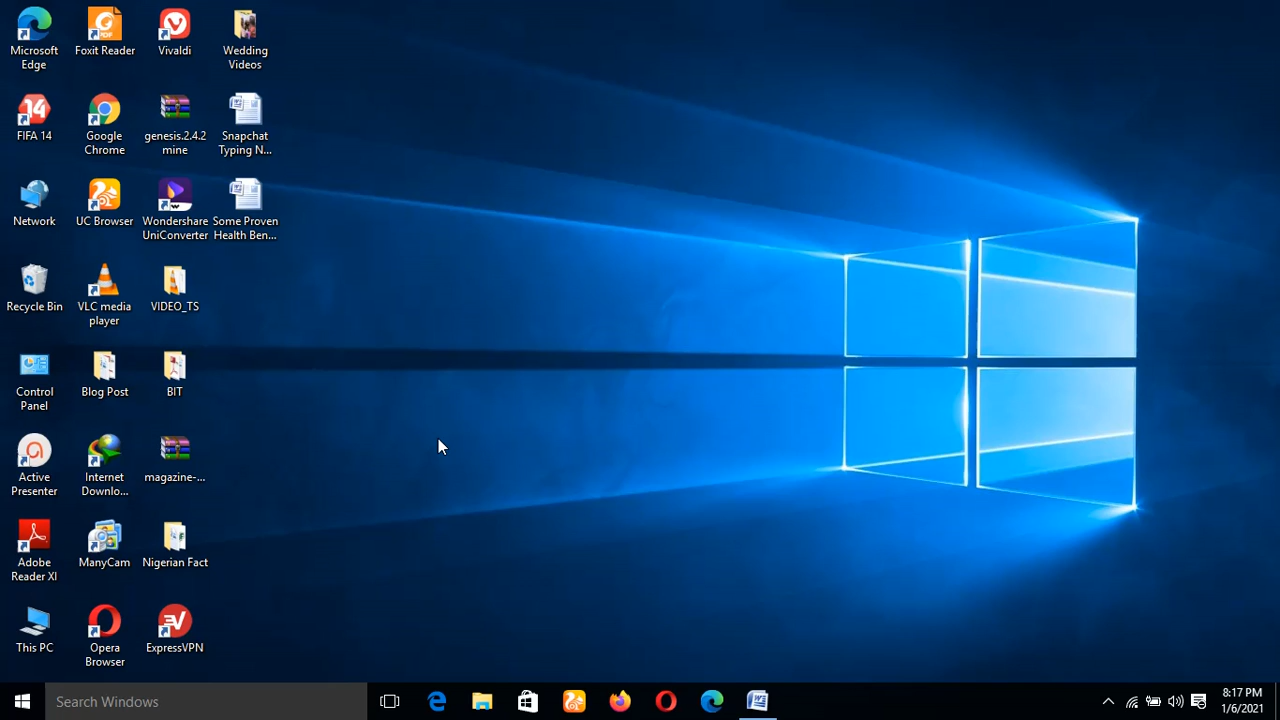 Microsoft
Edge
Foxit Reader
Vivaldi
Wedding
Videos
FIFA 14
Google
Chrome
genesis.2.4.2
mine
Snapchat
Typing N...
Network
UC Browser
Wondershare
UniConverter
Some Proven
Health Ben...
Recycle Bin
VLC media
player
VIDEO_TS
Control
Panel
Blog Post
BIT
Active
Presenter
Internet
Downlo...
magazine-...
Adobe
Reader XI
ManyCam
Nigerian Fact
This PC
Opera
Browser
ExpressVPN
Search Windows
8:17 PM
1/6/2021